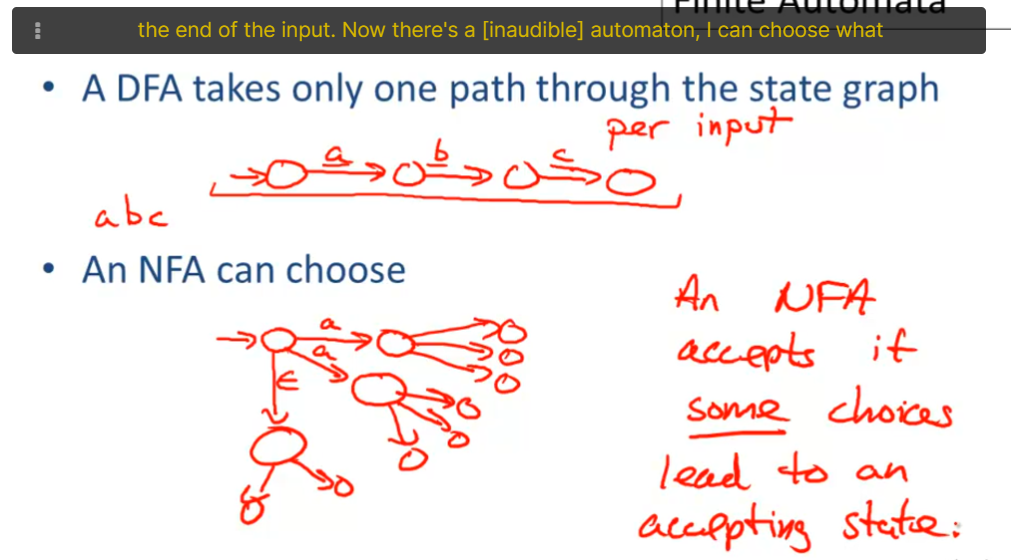 Finite Automata
the end of the input. Now there's a [inaudible] automaton, I can choose what
• A DFA takes only one path through the state graph
per input
a b c
abc
• An NFA can choose
An NFA
accepts if
some choices
lead to an
accepting state.
a
a
ϵ